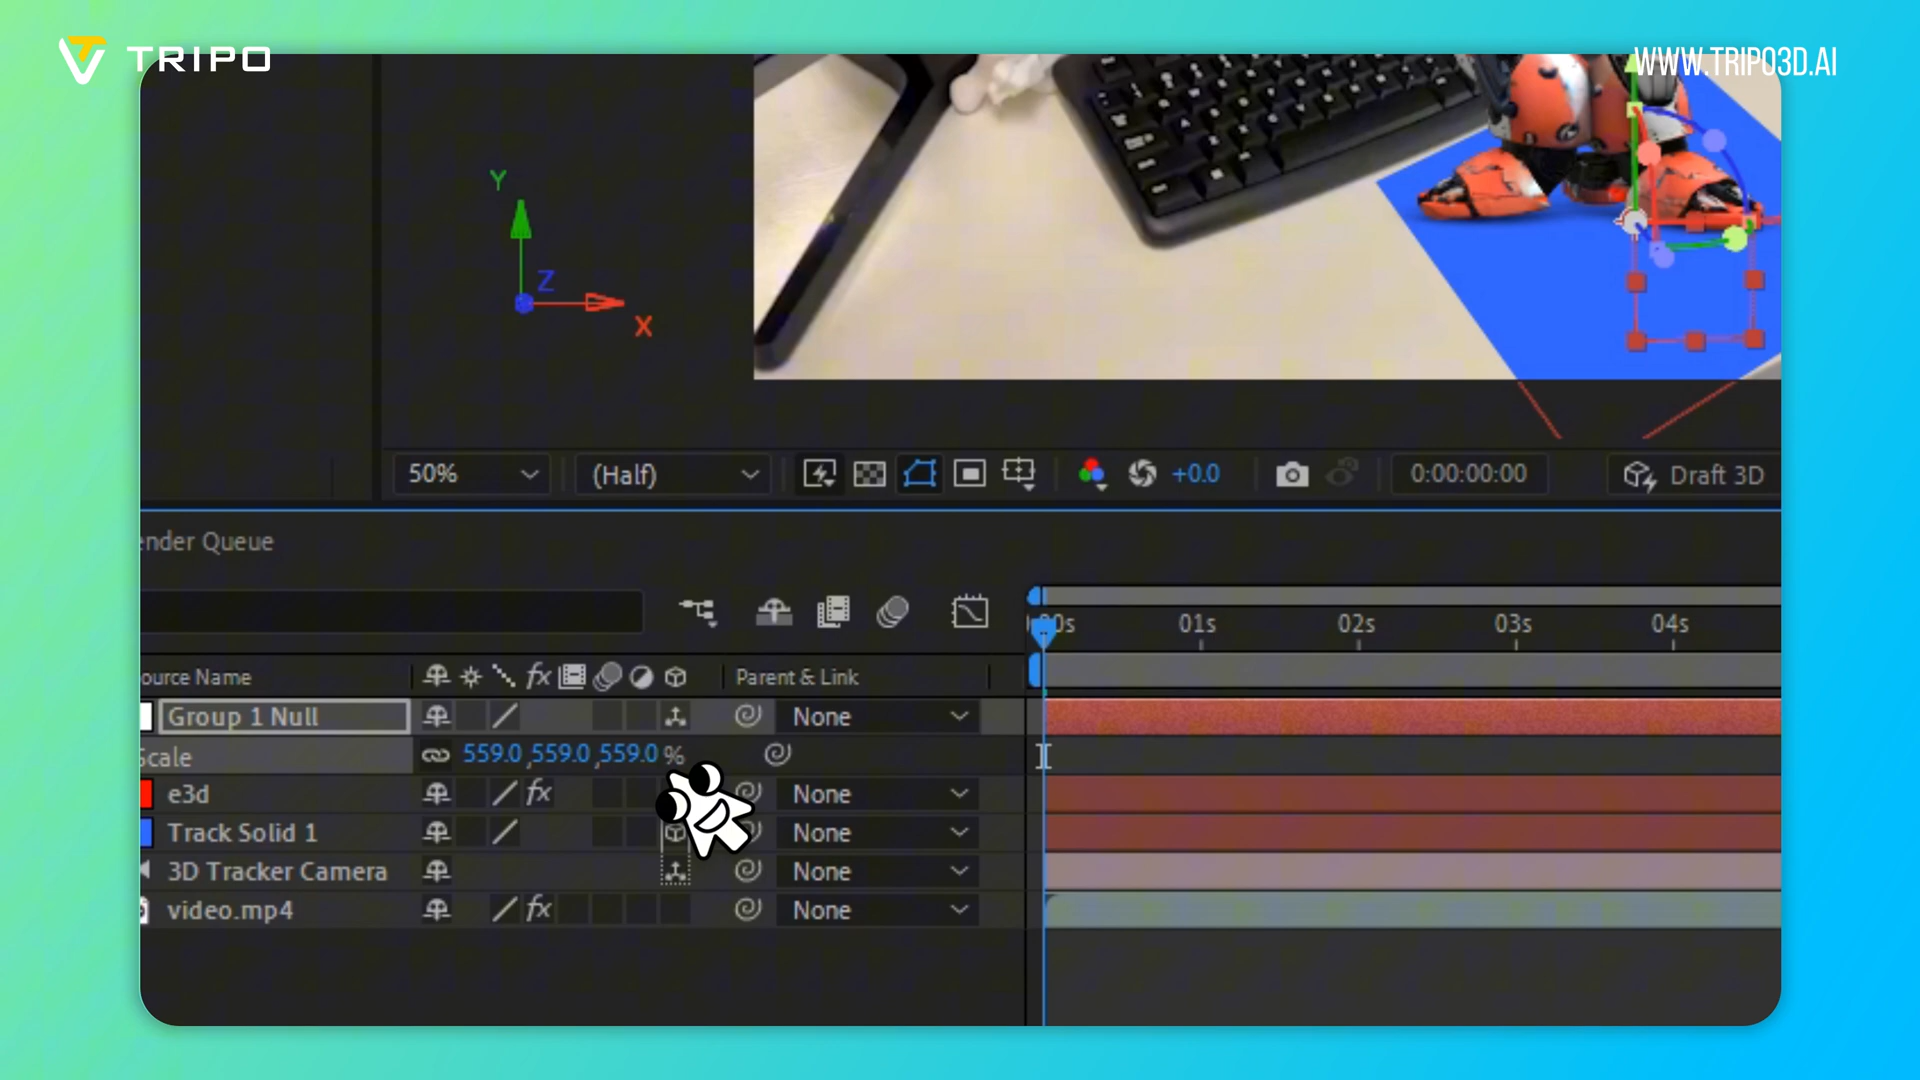 TRIPO
WWW.TRIPO3D.AI
Y
Z
X
50%
(Half)
+0.0
0:00:00:00
Draft 3D
ender Queue
00s 01s 02s 03s 04s
ource Name
fx
Parent & Link
Group 1 Null
None
Scale
559.0,559.0,559.0 %
e3d
fx
None
Track Solid 1
None
3D Tracker Camera
None
video.mp4
fx
None